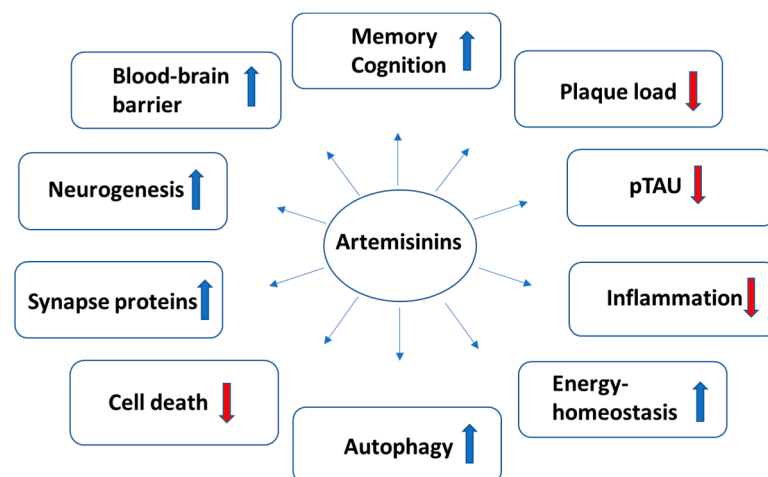 Memory
Cognition
Blood-brain
barrier
Plaque load
Neurogenesis
pTAU
Artemisinins
Synapse proteins
Inflammation
Cell death
Energy-
homeostasis
Autophagy